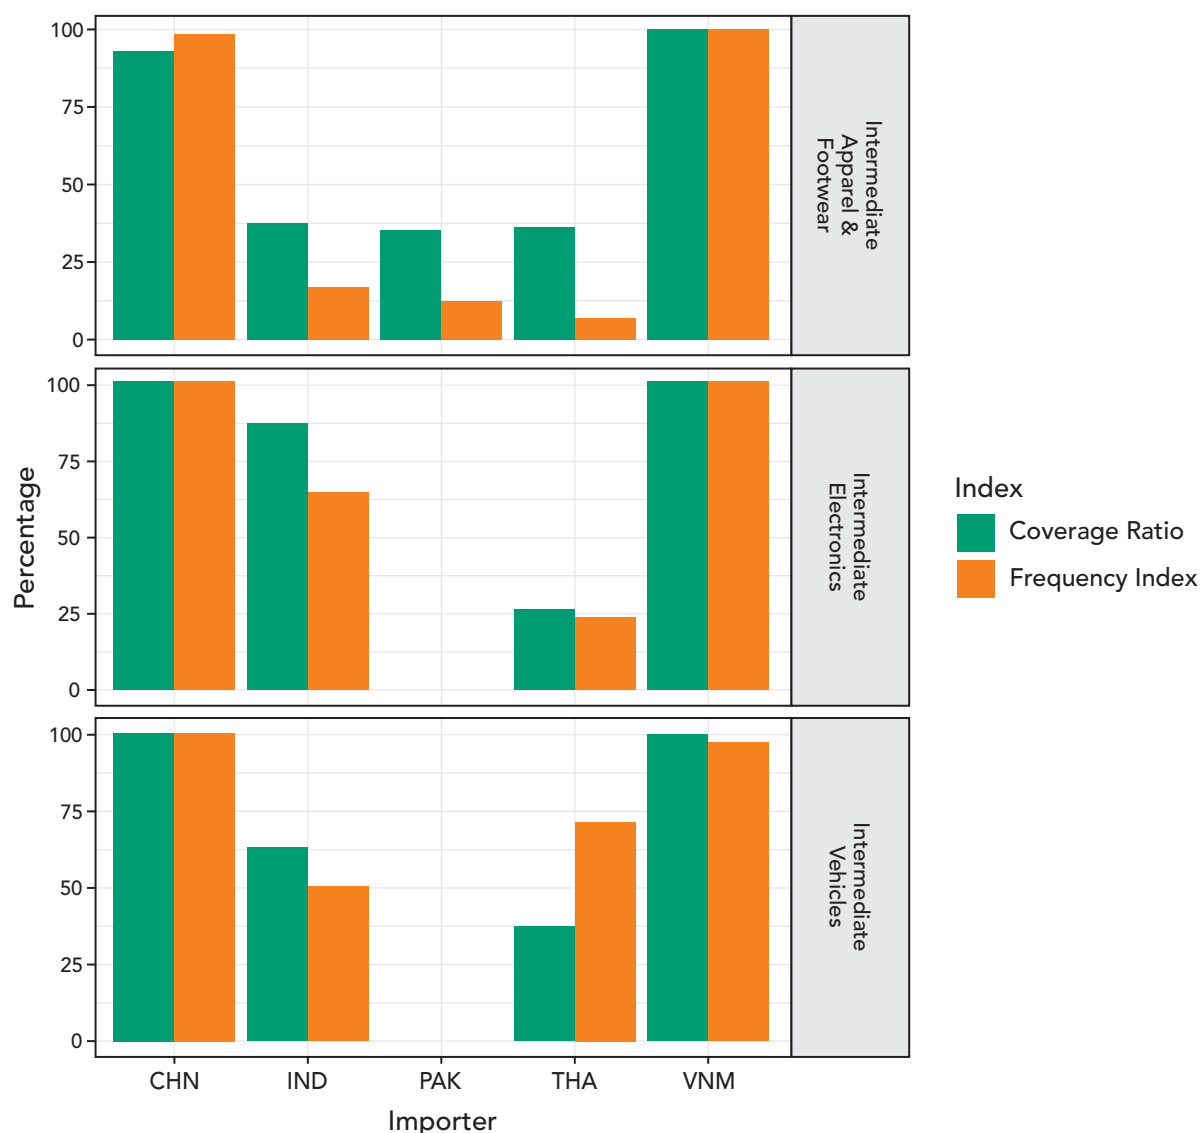 100
75
50
25
0
Intermediate
Apparel &
Footwear
100
75
50
25
0
Intermediate
Electronics
100
75
50
25
0
Intermediate
Vehicles
Percentage
CHN IND PAK THA VNM
Importer
Index
Coverage Ratio
Frequency Index